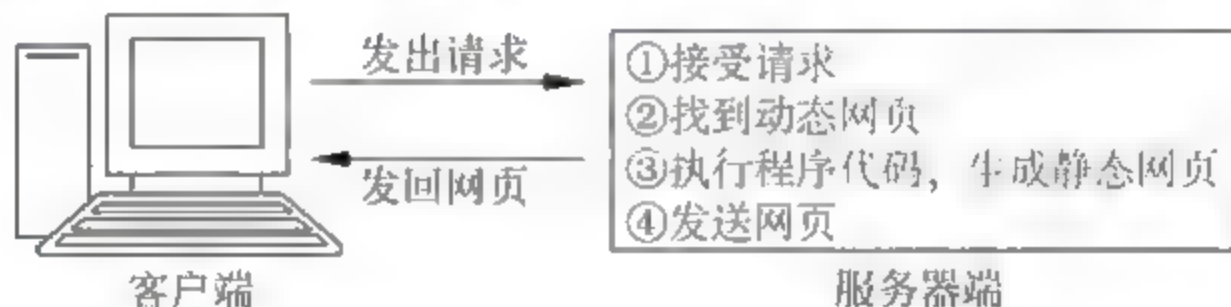 发出请求
发回网页
客户端
①接受请求
②找到动态网页
③执行程序代码，生成静态网页
④发送网页
服务器端